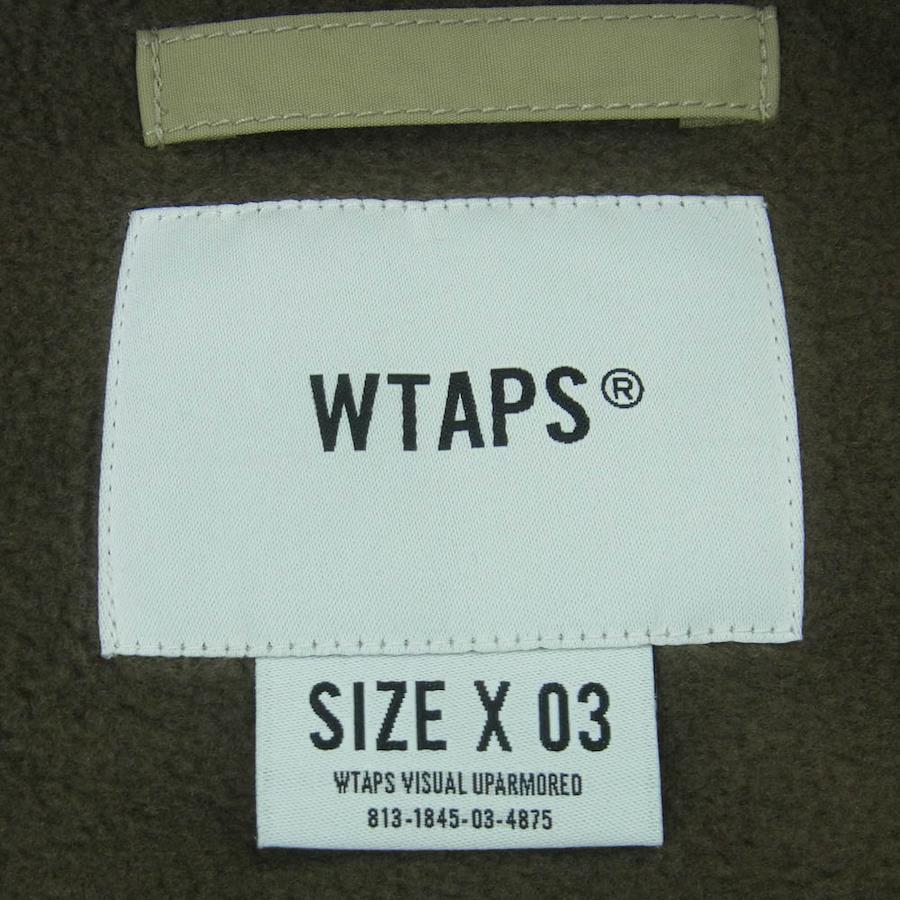 WTAPS®
SIZE X 03
WTAPS VISUAL UPARMORED
813-1845-03-4875